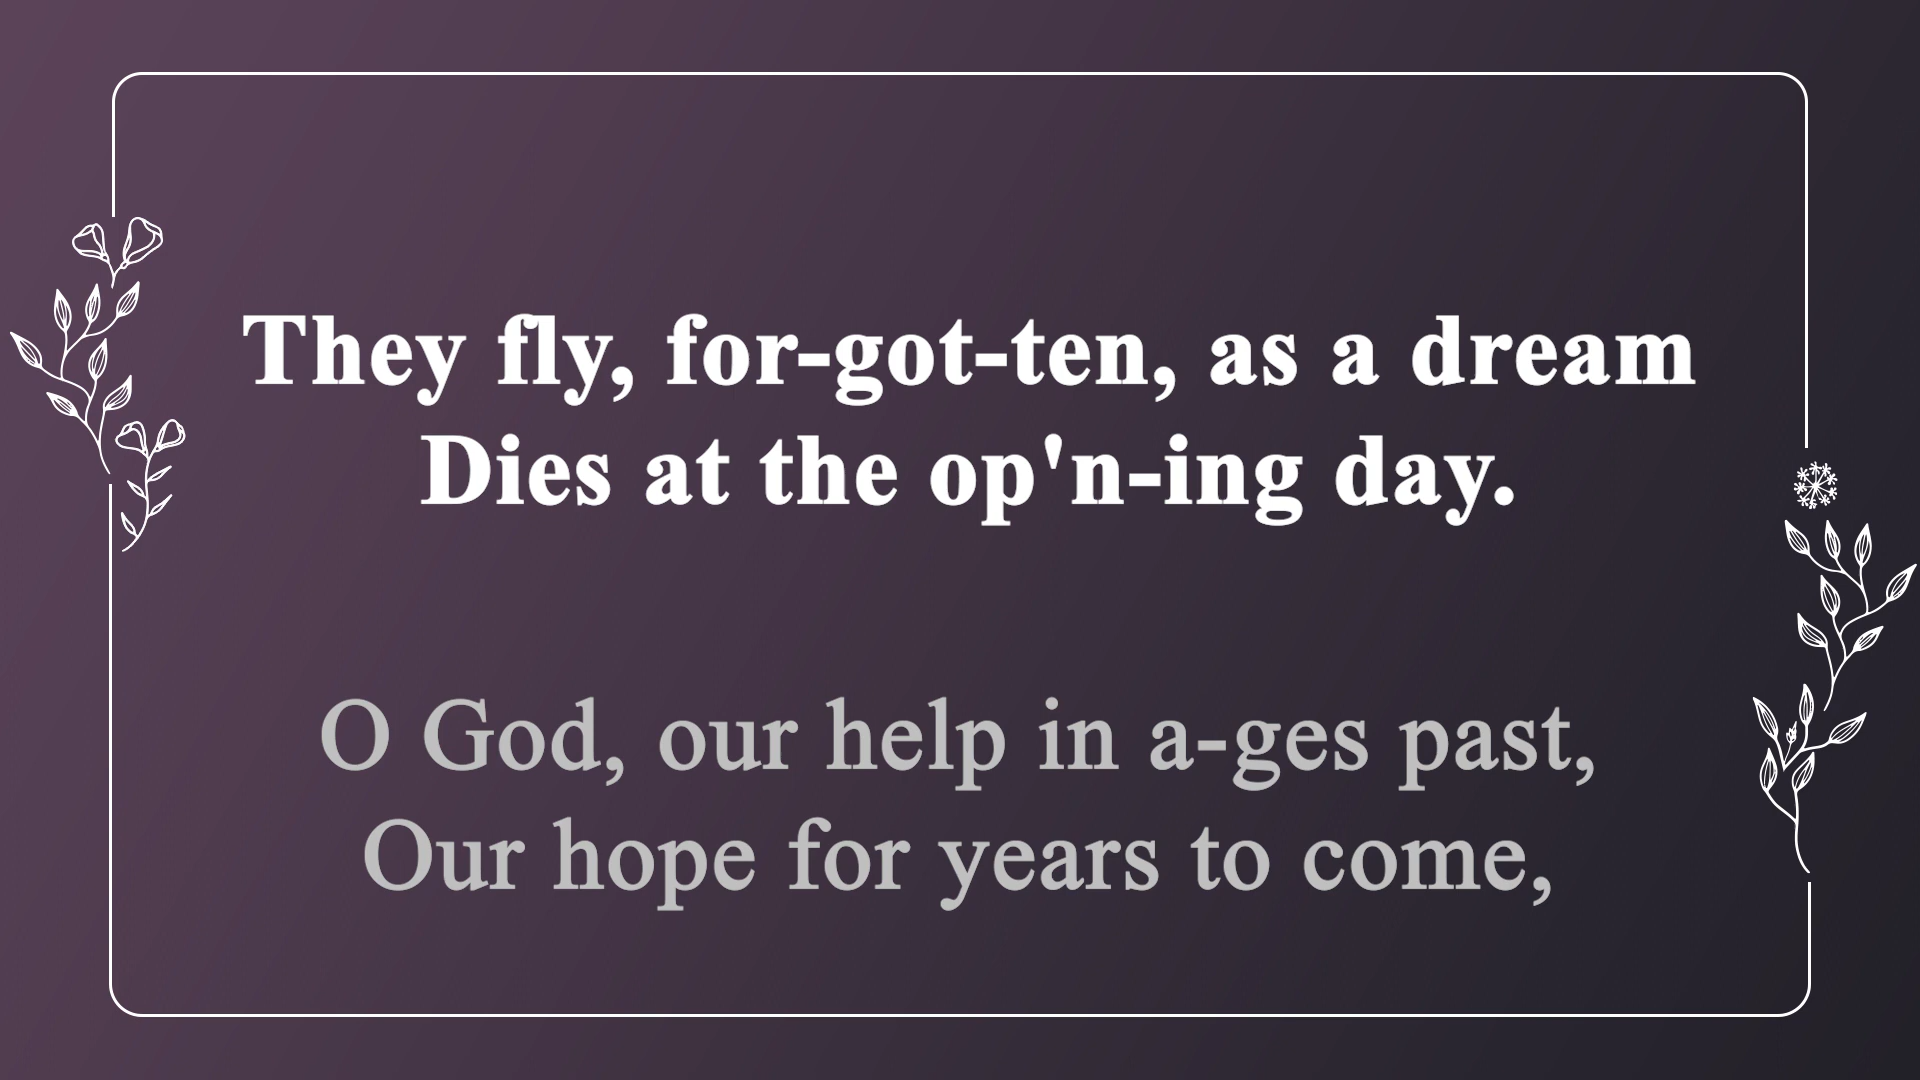 They fly, for-got-ten, as a dream
Dies at the op'n-ing day.
O God, our help in a-ges past,
Our hope for years to come,